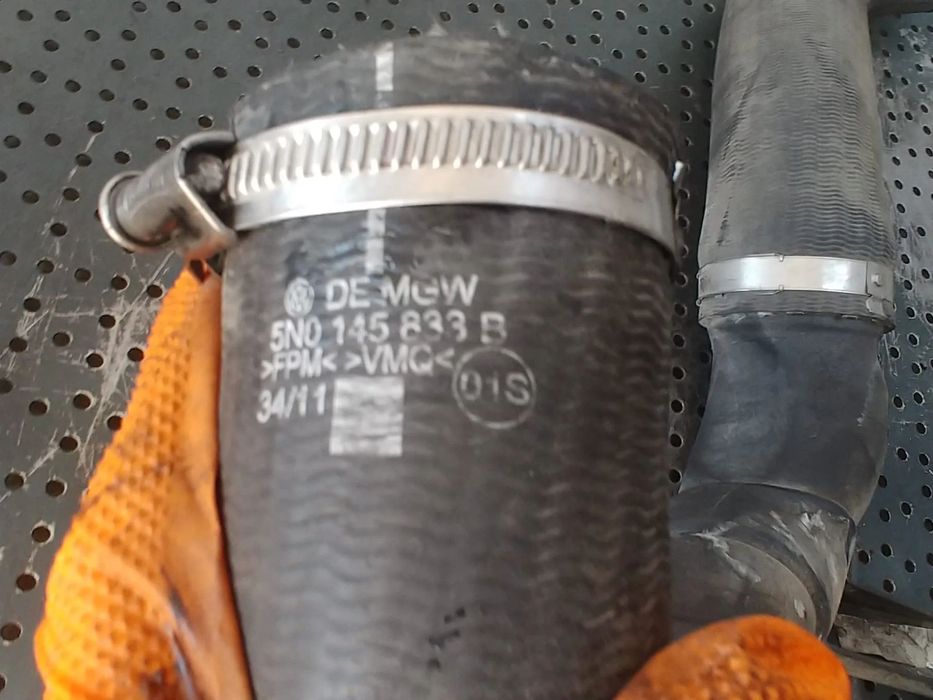 DE MGW
5N0 145 833 B
>FPM< >VMQ<
34/11 01S